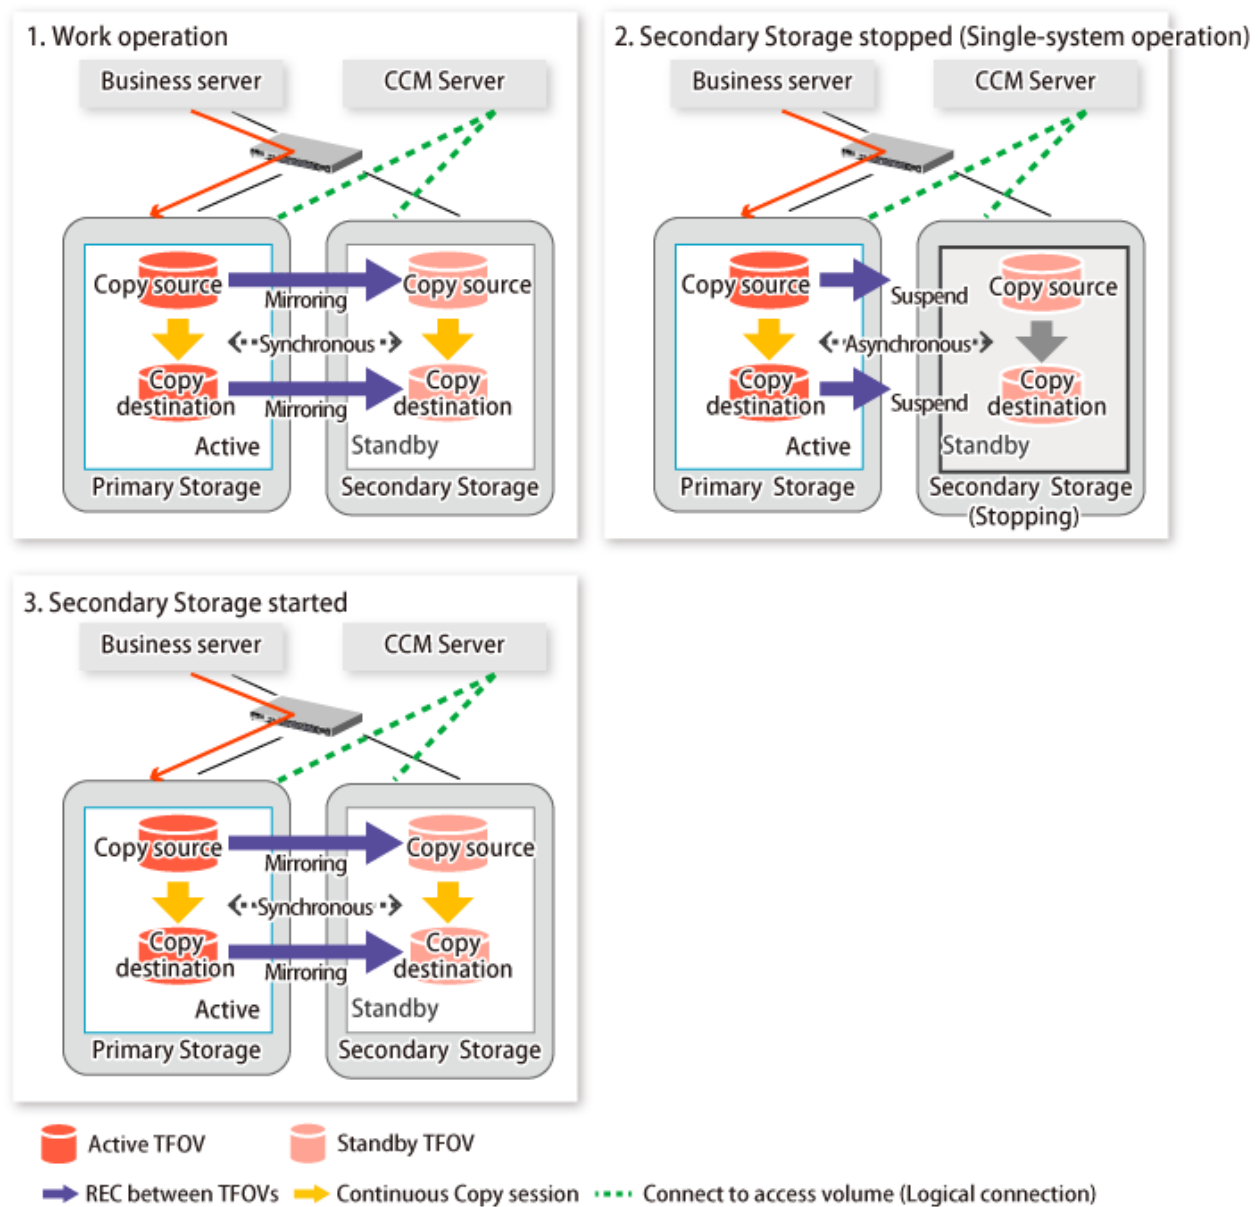 1. Work operation
Business server
CCM Server
Copy source
Mirroring
Copy source
Synchronous
Copy
destination
Mirroring
Copy
destination
Active
Standby
Primary Storage
Secondary Storage
2. Secondary Storage stopped (Single-system operation)
Business server
CCM Server
Copy source
Suspend
Copy source
Asynchronous
Copy
destination
Suspend
Copy
destination
Active
Standby
Primary Storage
Secondary Storage
(Stopping)
3. Secondary Storage started
Business server
CCM Server
Copy source
Mirroring
Copy source
Synchronous
Copy
destination
Mirroring
Copy
destination
Active
Standby
Primary Storage
Secondary Storage
Active TFOV
Standby TFOV
REC between TFOVs
Continuous Copy session
Connect to access volume (Logical connection)